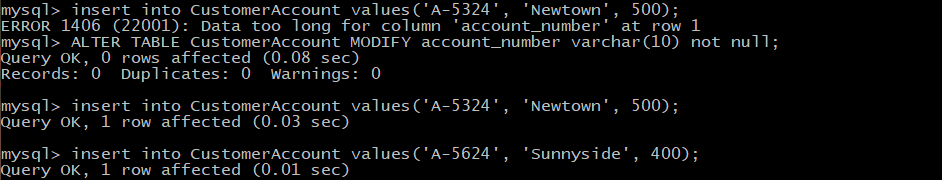 mysql> insert into CustomerAccount values('A-5324', 'Newtown', 500);
ERROR 1406 (22001): Data too long for column 'account_number' at row 1
mysql> ALTER TABLE CustomerAccount MODIFY account_number varchar(10) not null;
Query OK, 0 rows affected (0.08 sec)
Records: 0  Duplicates: 0  Warnings: 0
mysql> insert into CustomerAccount values('A-5324', 'Newtown', 500);
Query OK, 1 row affected (0.03 sec)
mysql> insert into CustomerAccount values('A-5624', 'Sunnyside', 400);
Query OK, 1 row affected (0.01 sec)